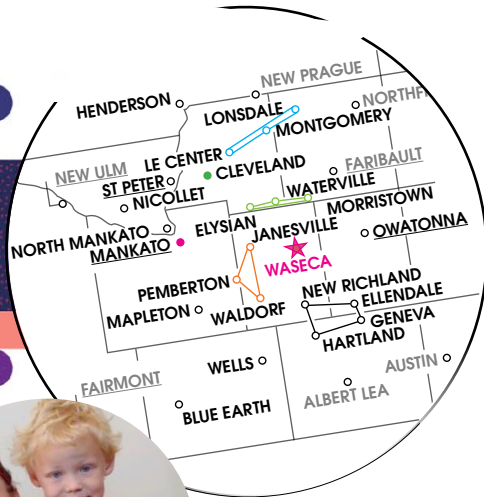 NEW PRAGUE
HENDERSON
LONSDALE
NORTHF
MONTGOMERY
LE CENTER
CLEVELAND
FARIBAULT
NEW ULM
ST PETER
NICOLLET
WATERVILLE
MORRISTOWN
ELYSIAN
NORTH MANKATO
JANESVILLE
OWATONNA
MANKATO
WASECA
PEMBERTON
NEW RICHLAND
ELLENDALE
MAPLETON
WALDORF
GENEVA
HARTLAND
WELLS
AUSTIN
FAIRMONT
ALBERT LEA
BLUE EARTH